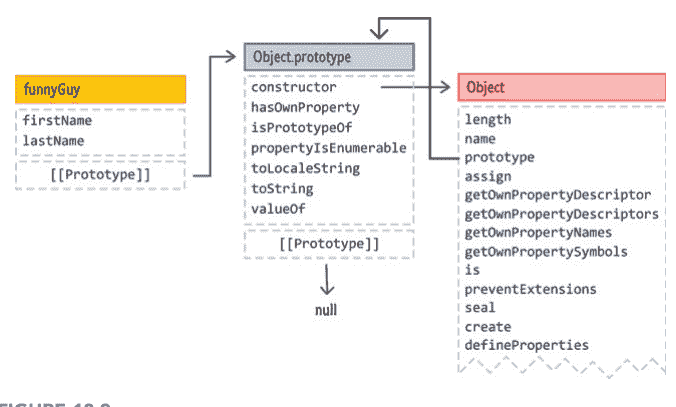 funnyGuy
firstName
lastName
[[Prototype]]
Object.prototype
constructor
hasOwnProperty
isPrototypeOf
propertyIsEnumerable
toLocaleString
toString
valueOf
[[Prototype]]
null
Object
length
name
prototype
assign
getOwnPropertyDescriptor
getOwnPropertyDescriptors
getOwnPropertyNames
getOwnPropertySymbols
is
preventExtensions
seal
create
defineProperties